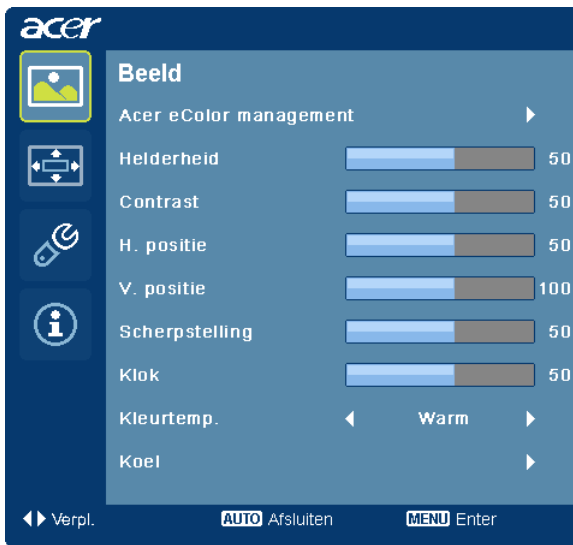 acer
Beeld
Acer eColor management
Helderheid 50
Contrast 50
H. positie 50
V. positie 100
Scherpstelling 50
Klok 50
Kleurtemp. Warm
Koel
Verpl. AUTO Afsluiten MENU Enter